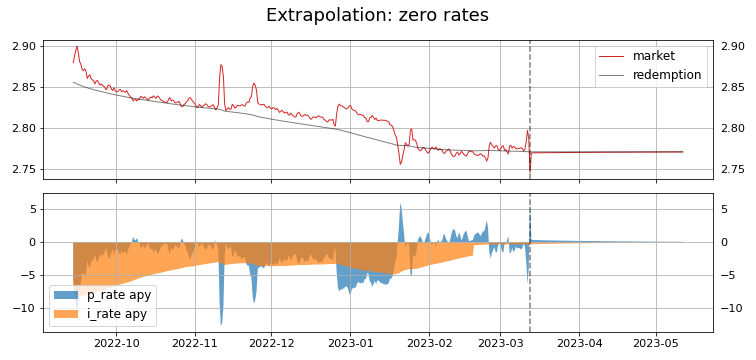 Extrapolation: zero rates
2.90 2.90
market
redemption
2.85 2.85
2.80 2.80
2.75 2.75
5 5
0 0
−5 −5
p_rate apy
i_rate apy
−10 −10
2022-10 2022-11 2022-12 2023-01 2023-02 2023-03 2023-04 2023-05